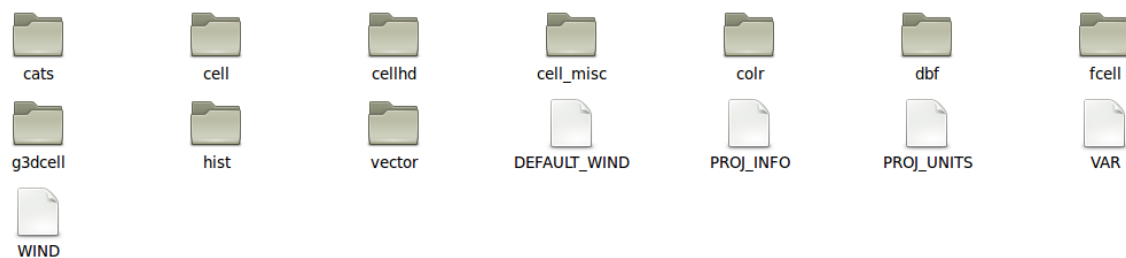 cats cell cellhd cell_misc colr dbf fcell
g3dcell hist vector DEFAULT_WIND PROJ_INFO PROJ_UNITS VAR
WIND